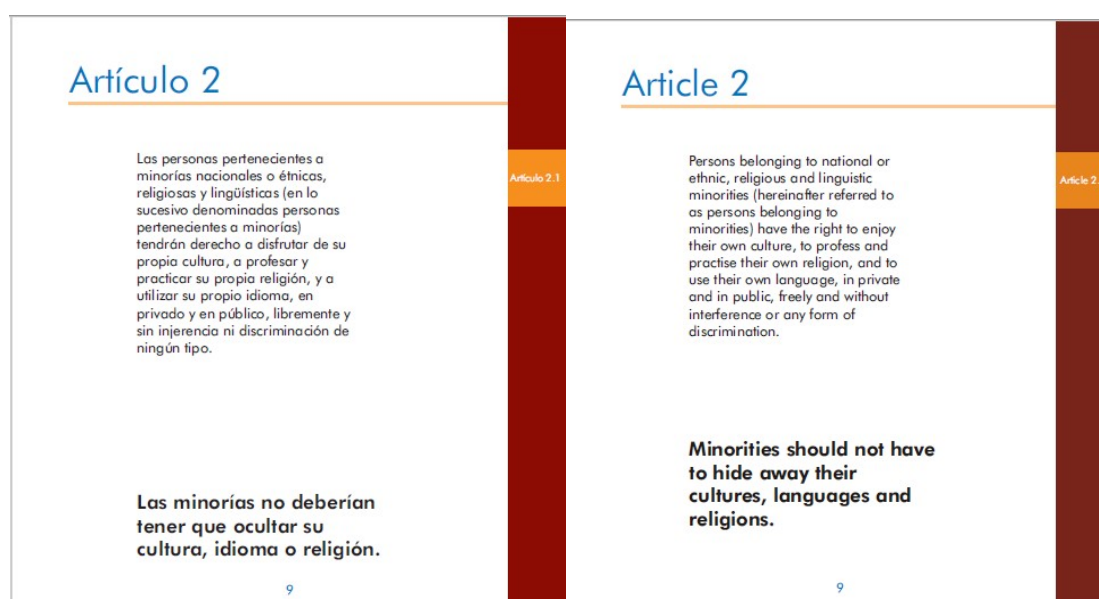 Artículo 2
Las personas pertenecientes a
minorías nacionales o étnicas,
religiosas y lingüísticas (en lo
sucesivo denominadas personas
pertenecientes a minorías)
tendrán derecho a disfrutar de su
propia cultura, a profesar y
practicar su propia religión, y a
utilizar su propio idioma, en
privado y en público, libremente y
sin injerencia ni discriminación de
ningún tipo.
Artículo 2.1
Las minorías no deberían
tener que ocultar su
cultura, idioma o religión.
9
Article 2
Persons belonging to national or
ethnic, religious and linguistic
minorities (hereinafter referred to
as persons belonging to
minorities) have the right to enjoy
their own culture, to profess and
practise their own religion, and to
use their own language, in private
and in public, freely and without
interference or any form of
discrimination.
Article 2.
Minorities should not have
to hide away their
cultures, languages and
religions.
9